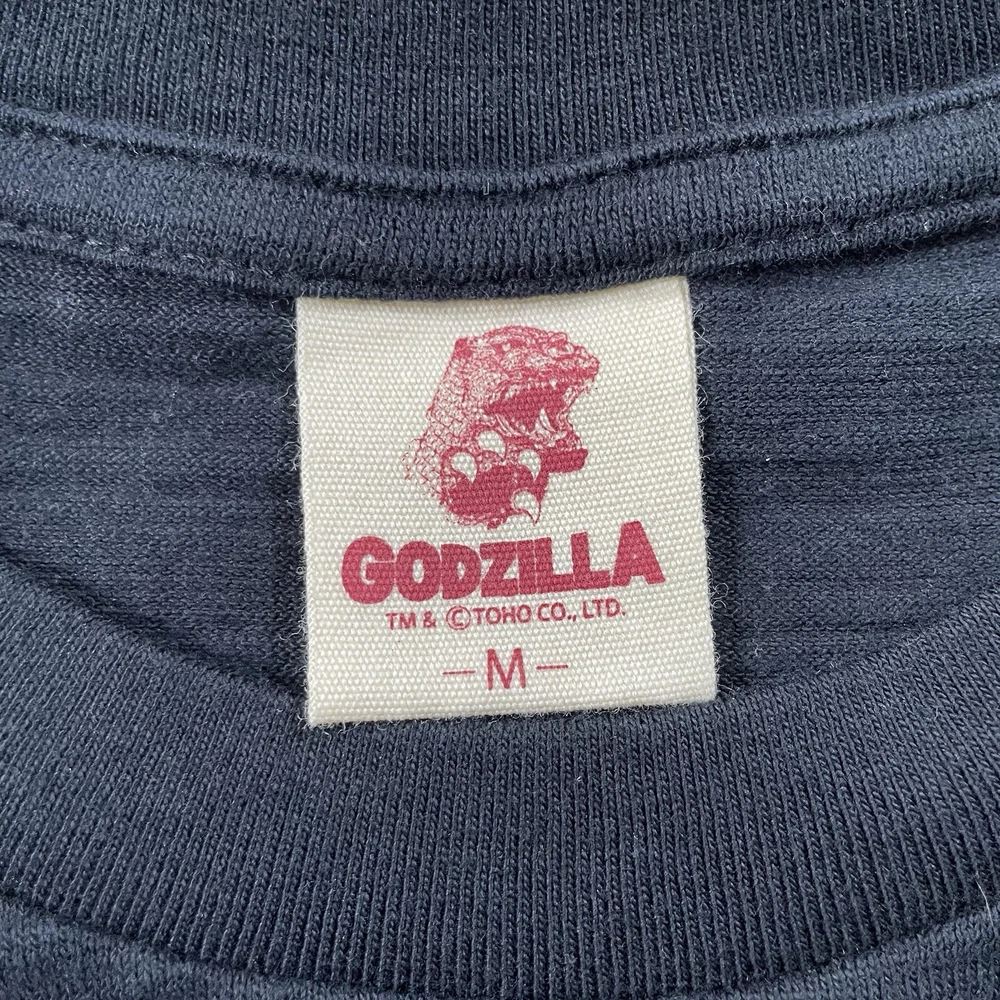 GODZILLA
TM & ©TOHO CO., LTD.
–M–